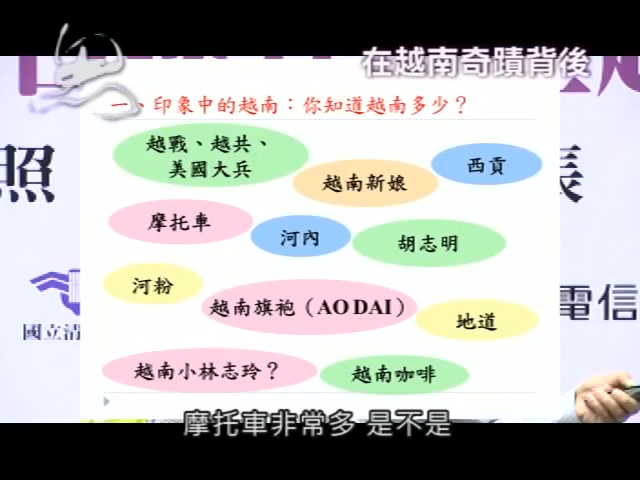 在越南奇蹟背後
一、印象中的越南：你知道越南多少？
越戰、越共、
美國大兵
越南新娘
西貢
摩托車
河內
胡志明
河粉
越南旗袍（AO DAI）
地道
越南小林志玲？
越南咖啡
照
電信
國立清
摩托車非常多 是不是